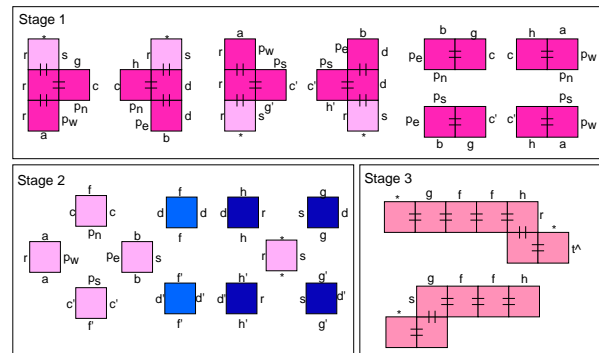 Stage 1
* * a b b g h a
r s g h s r pw ps pe d pe c c pw
r c c d r c' c' d pn pn
pn pn g' h' ps ps
r pw pe d r s r s pe c' c' pw
a b * * b g h a
Stage 2
f f h g
c c d d d r s d
a pn b f h * g
r pw pe s r s
a ps b f' h' * g'
c' c' d' d' d' r s d'
f' f' h' g'
Stage 3
* g f f h
r
*
t^
g f f h
s
*